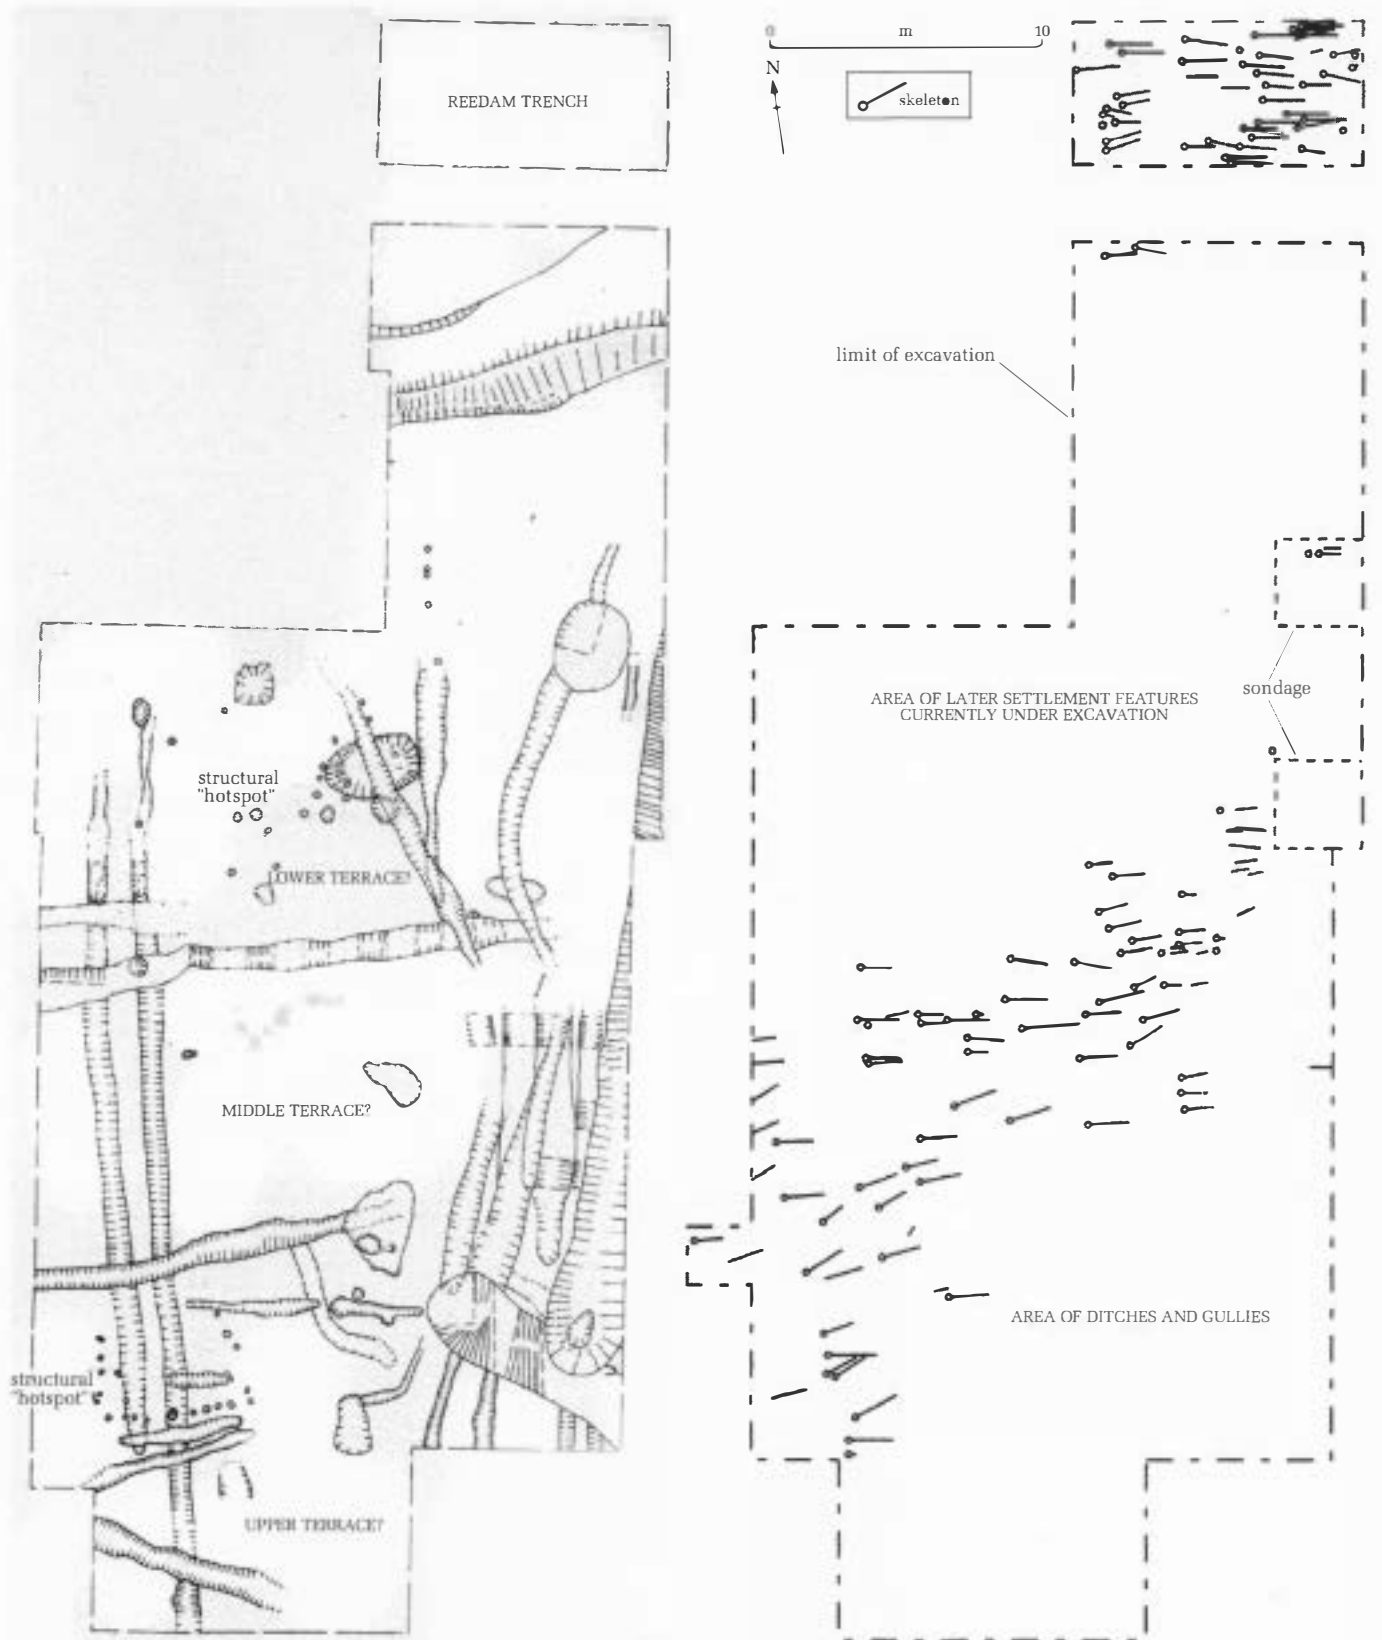 REEDAM TRENCH
0 m 10
N
skeleton
limit of excavation
AREA OF LATER SETTLEMENT FEATURES
CURRENTLY UNDER EXCAVATION
sondage
structural
"hotspot"
LOWER TERRACE?
MIDDLE TERRACE?
AREA OF DITCHES AND GULLIES
structural
"hotspot"
UPPER TERRACE?